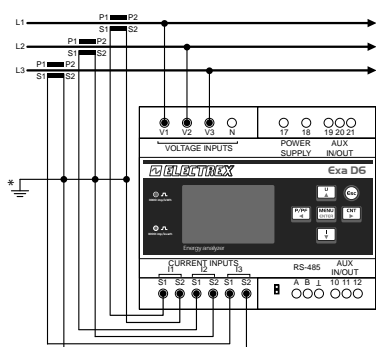 P1 P2
L1
S1 S2
P1 P2
L2
S1 S2
P1 P2
L3
S1 S2
V1 V2 V3 N
VOLTAGE INPUTS
17 18
POWER
SUPPLY
19 20 21
AUX
IN/OUT
*
ELECTREX
Exa D6
U
Esc
P/PF
MENU
ENTER
CNT
I
Energy analyzer
CURRENT INPUTS
I1 I2 I3
S1 S2 S1 S2 S1 S2
RS-485
A B ⊥
AUX
IN/OUT
10 11 12